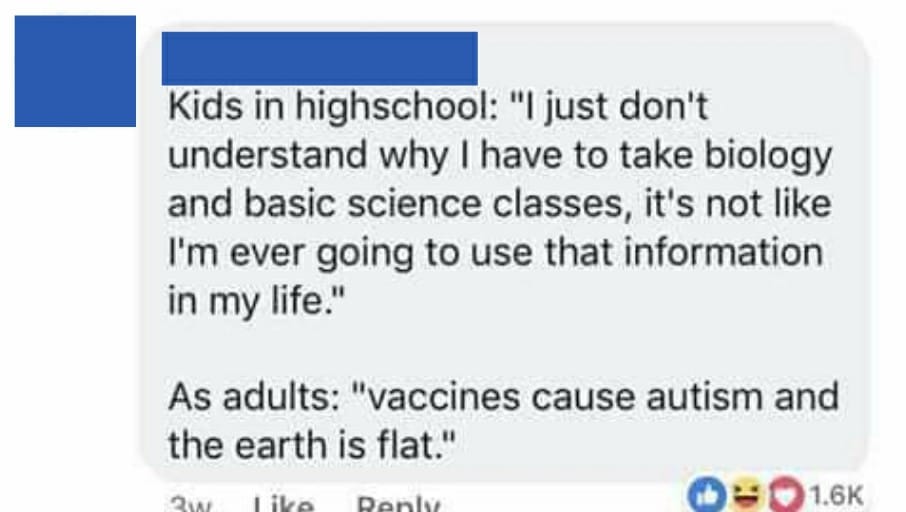 Kids in highschool: "I just don't
understand why I have to take biology
and basic science classes, it's not like
I'm ever going to use that information
in my life."
As adults: "vaccines cause autism and
the earth is flat."
3w Like Reply 1.6K